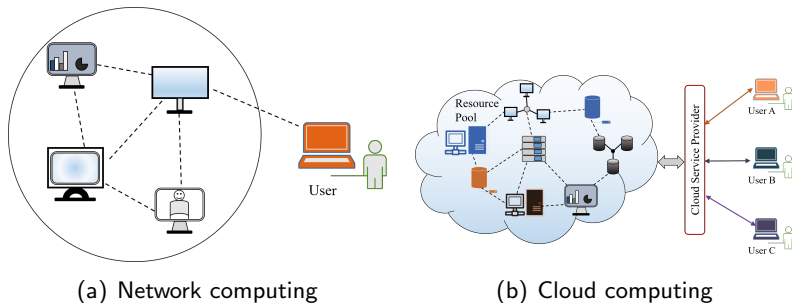 User
(a) Network computing
Resource
Pool
Cloud Service Provider
User A
User B
User C
(b) Cloud computing